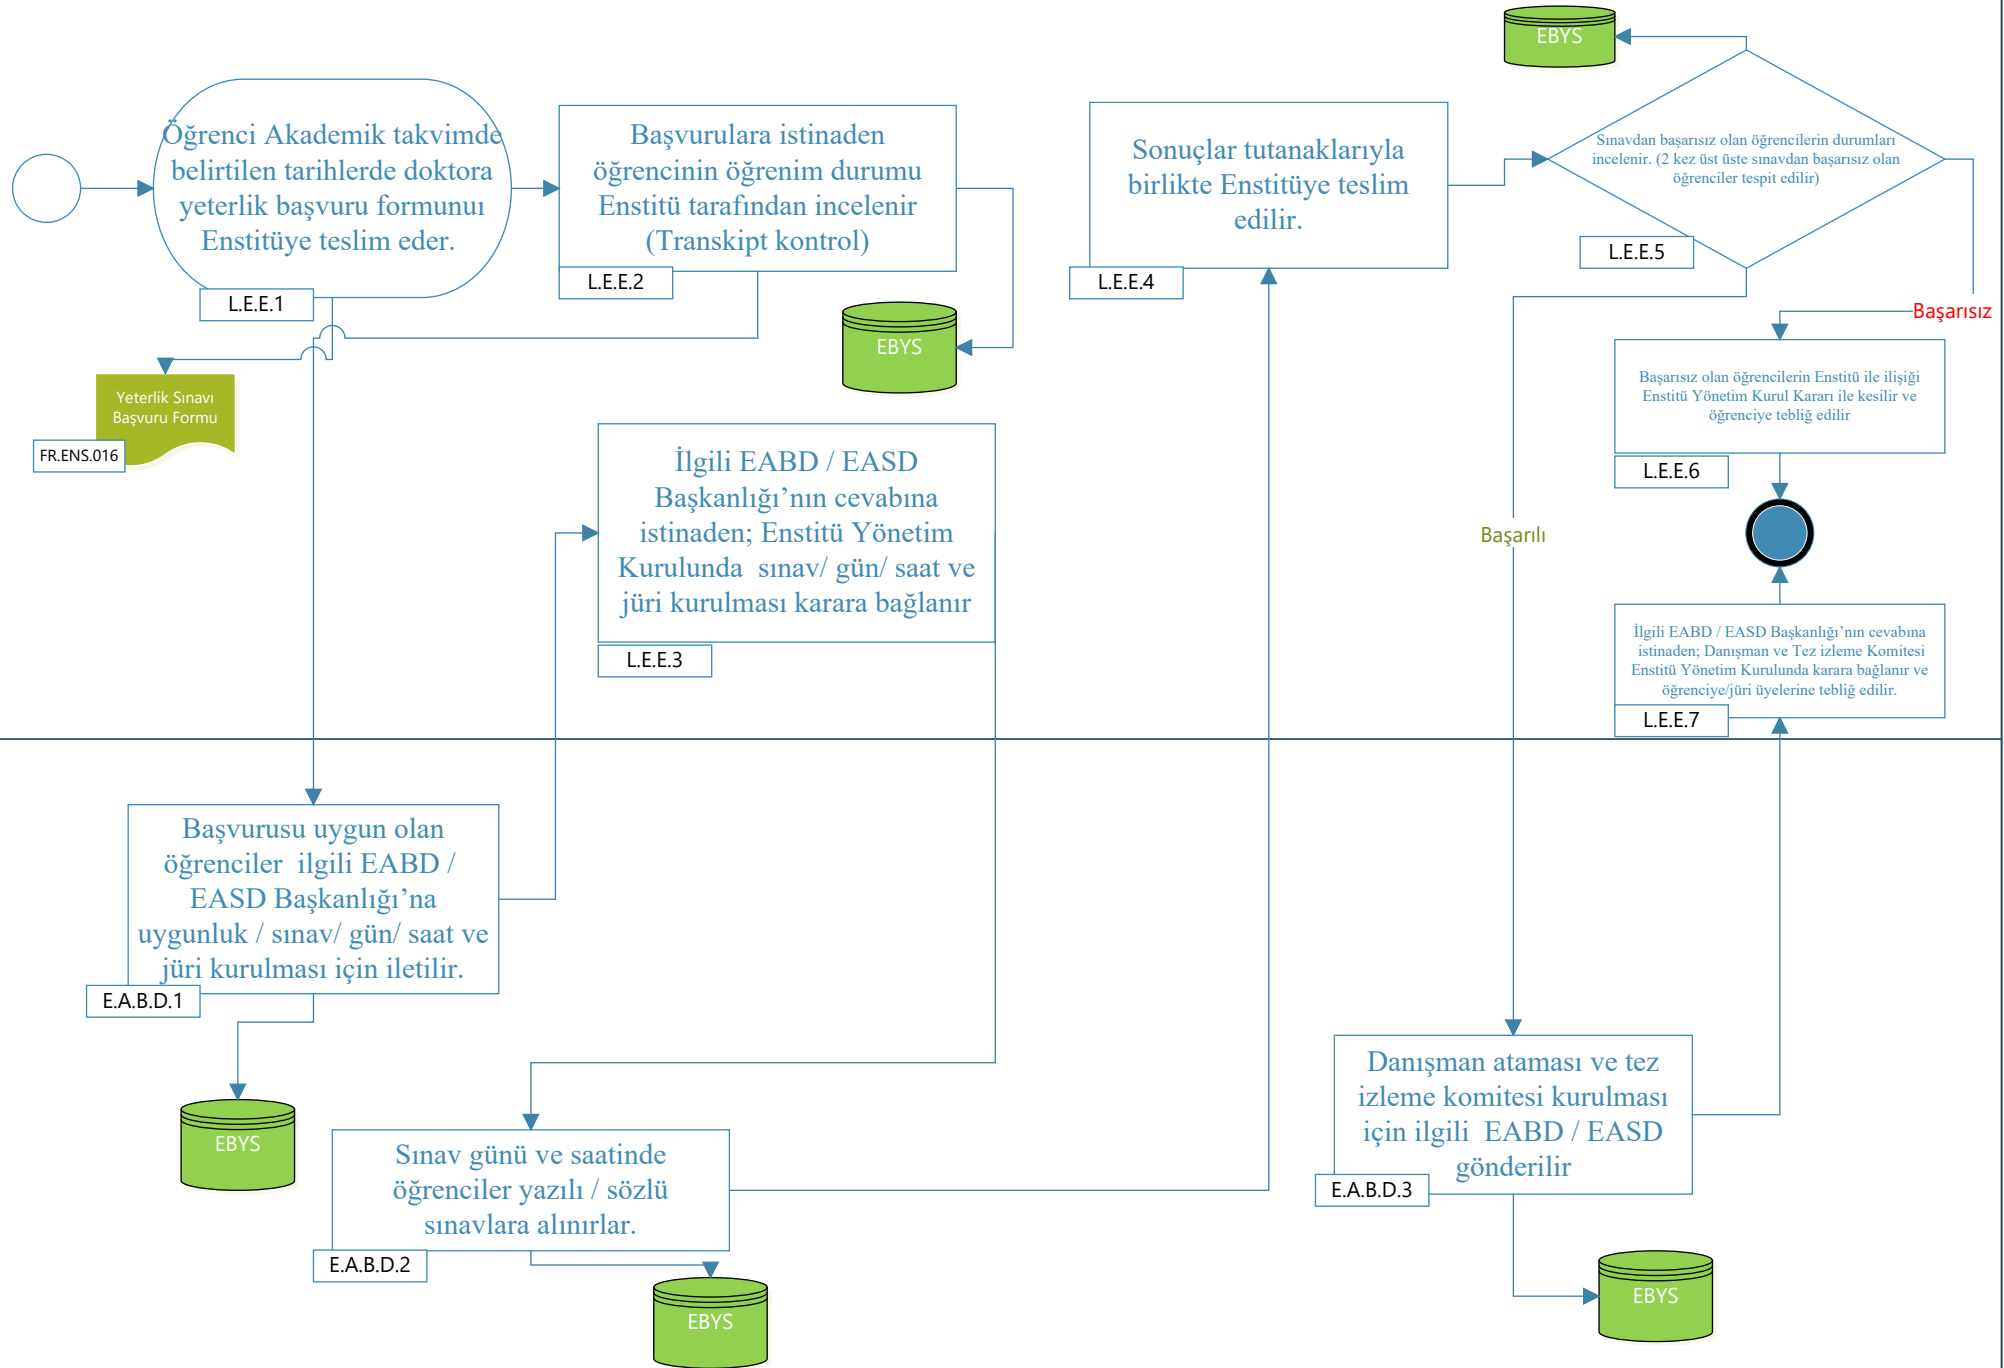 EBYS
Öğrenci Akademik takvimde
belirtilen tarihlerde doktora
yeterlik başvuru formunuı
Enstitüye teslim eder.
L.E.E.1
Başvurulara istinaden
öğrencinin öğrenim durumu
Enstitü tarafından incelenir
(Transkipt kontrol)
L.E.E.2
EBYS
Yeterlik Sınavı
Başvuru Formu
FR.ENS.016
Sonuçlar tutanaklarıyla
birlikte Enstitüye teslim
edilir.
L.E.E.4
Sınavdan başarısız olan öğrencilerin durumları
incelenir. (2 kez üst üste sınavdan başarısız olan
öğrenciler tespit edilir)
L.E.E.5
Başarısız
Başarısız olan öğrencilerin Enstitü ile ilişiği
Enstitü Yönetim Kurul Kararı ile kesilir ve
öğrenciye tebliğ edilir
L.E.E.6
İlgili EABD / EASD
Başkanlığı’nın cevabına
istinaden; Enstitü Yönetim
Kurulunda sınav/ gün/ saat ve
jüri kurulması karara bağlanır
L.E.E.3
Başarılı
İlgili EABD / EASD Başkanlığı’nın cevabına
istinaden; Danışman ve Tez izleme Komitesi
Enstitü Yönetim Kurulunda karara bağlanır ve
öğrenciye/jüri üyelerine tebliğ edilir.
L.E.E.7
Başvurusu uygun olan
öğrenciler ilgili EABD /
EASD Başkanlığı’na
uygunluk / sınav/ gün/ saat ve
jüri kurulması için iletilir.
E.A.B.D.1
EBYS
Sınav günü ve saatinde
öğrenciler yazılı / sözlü
sınavlara alınırlar.
E.A.B.D.2
EBYS
Danışman ataması ve tez
izleme komitesi kurulması
için ilgili EABD / EASD
gönderilir
E.A.B.D.3
EBYS